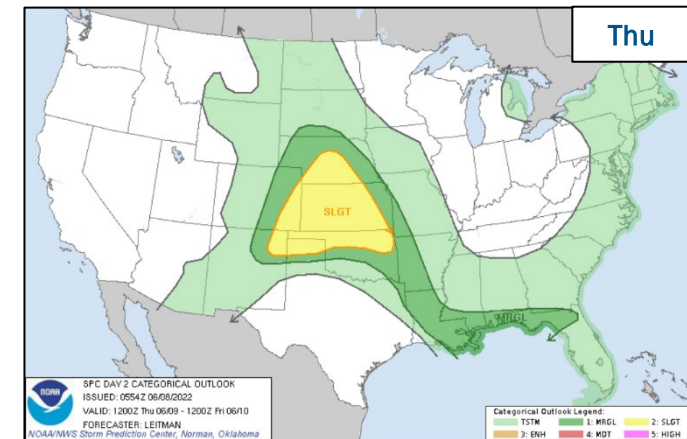 Thu
SLGT
MRGL
NOAA
SPC DAY 2 CATEGORICAL OUTLOOK
ISSUED: 0554Z 06/08/2022
VALID: 1200Z Thu 06/09 - 1200Z Fri 06/10
FORECASTER: LEITMAN
NOAA/NWS Storm Prediction Center, Norman, Oklahoma
Categorical Outlook Legend:
TSTM 1: MRGL 2: SLGT
3: ENH 4: MDT 5: HIGH